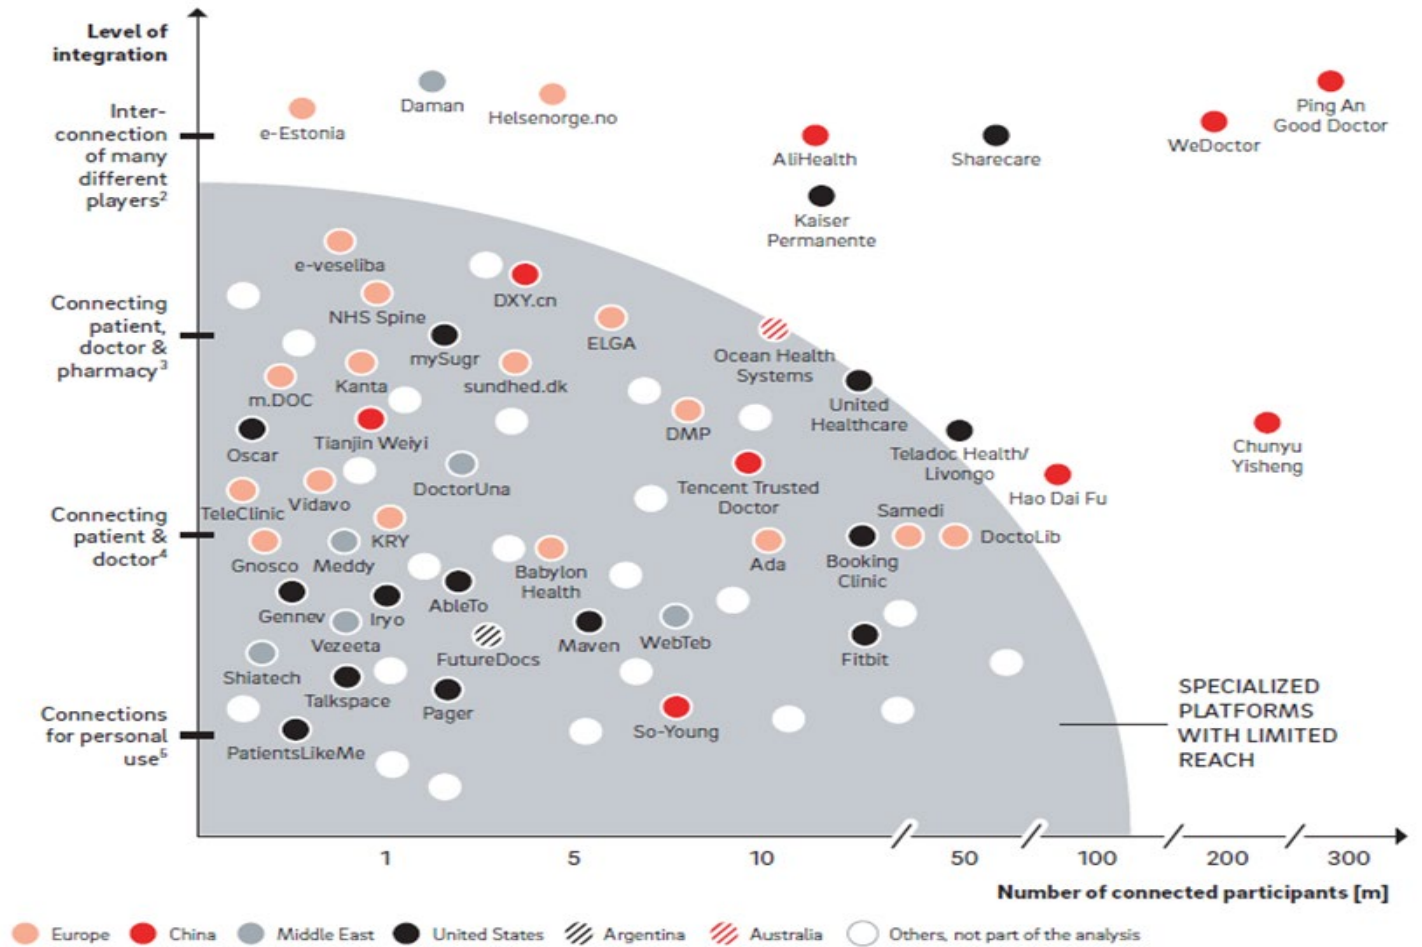 Level of
integration
Inter-
connection
of many
different
players²
Connecting
patient,
doctor &
pharmacy³
Connecting
patient &
doctor⁴
Connections
for personal
use⁵
e-Estonia
Daman
Helsenorge.no
AliHealth
Sharecare
WeDoctor
Ping An
Good Doctor
Kaiser
Permanente
e-veseliba
DXY.cn
NHS Spine
ELGA
mySugr
Ocean Health
Systems
Kanta
sundhed.dk
m.DOC
United
Healthcare
DMP
Tianjin Weiyi
Oscar
Teladoc Health/
Livongo
Chunyu
Yisheng
DoctorUna
Tencent Trusted
Doctor
Hao Dai Fu
Vidavo
TeleClinic
KRY
Samedi
DoctoLib
Gnosco
Meddy
Babylon
Health
Ada
Booking
Clinic
AbleTo
Gennev
Iryo
Vezeeta
Maven
WebTeb
FutureDocs
Fitbit
Shiatech
Talkspace
Pager
So-Young
PatientsLikeMe
SPECIALIZED
PLATFORMS
WITH LIMITED
REACH
1 5 10 50 100 200 300
Number of connected participants [m]
Europe China Middle East United States Argentina Australia Others, not part of the analysis